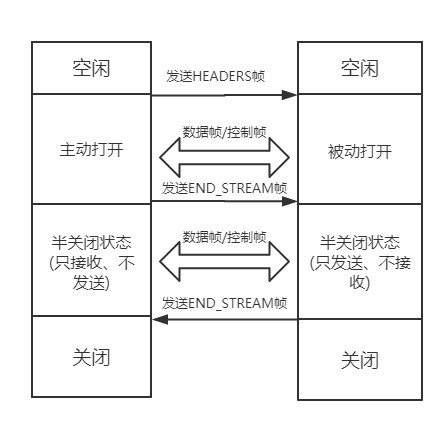 空闲
发送HEADERS帧
空闲
主动打开
数据帧/控制帧
被动打开
发送END_STREAM帧
半关闭状态
(只接收、不
发送)
数据帧/控制帧
半关闭状态
(只发送、不接
收)
发送END_STREAM帧
关闭
关闭